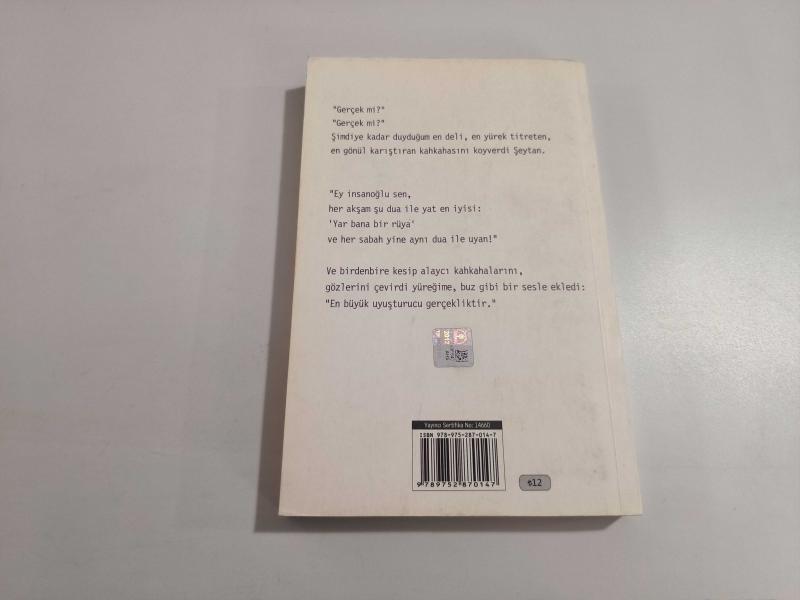 "Gerçek mi?"
"Gerçek mi?"
Şimdiye kadar duyduğum en deli, en yürek titreten,
en gönül karıştıran kahkahasını koyverdi Şeytan.
"Ey insanoğlu sen,
her akşam şu dua ile yat en iyisi:
'Yar bana bir rüya'
ve her sabah yine aynı dua ile uyan!"
Ve birdenbire kesip alaycı kahkahalarını,
gözlerini çevirdi yüreğime, buz gibi bir sesle ekledi:
"En büyük uyuşturucu gerçekliktir."
Yayıncı Sertifika No: 14660
ISBN 978-975-287-014-7
9 789752 870147
₺12